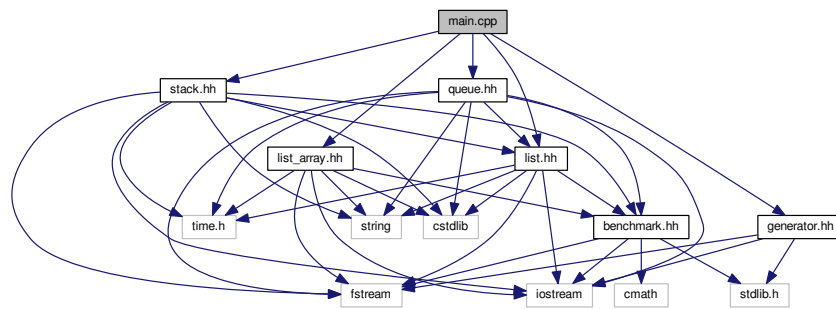 main.cpp
stack.hh
queue.hh
list_array.hh
list.hh
time.h
string
cstdlib
benchmark.hh
generator.hh
fstream
iostream
cmath
stdlib.h